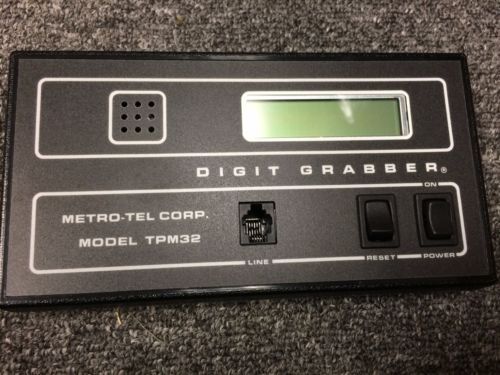 DIGIT GRABBER®
METRO-TEL CORP.
MODEL TPM32
LINE
RESET
ON
POWER